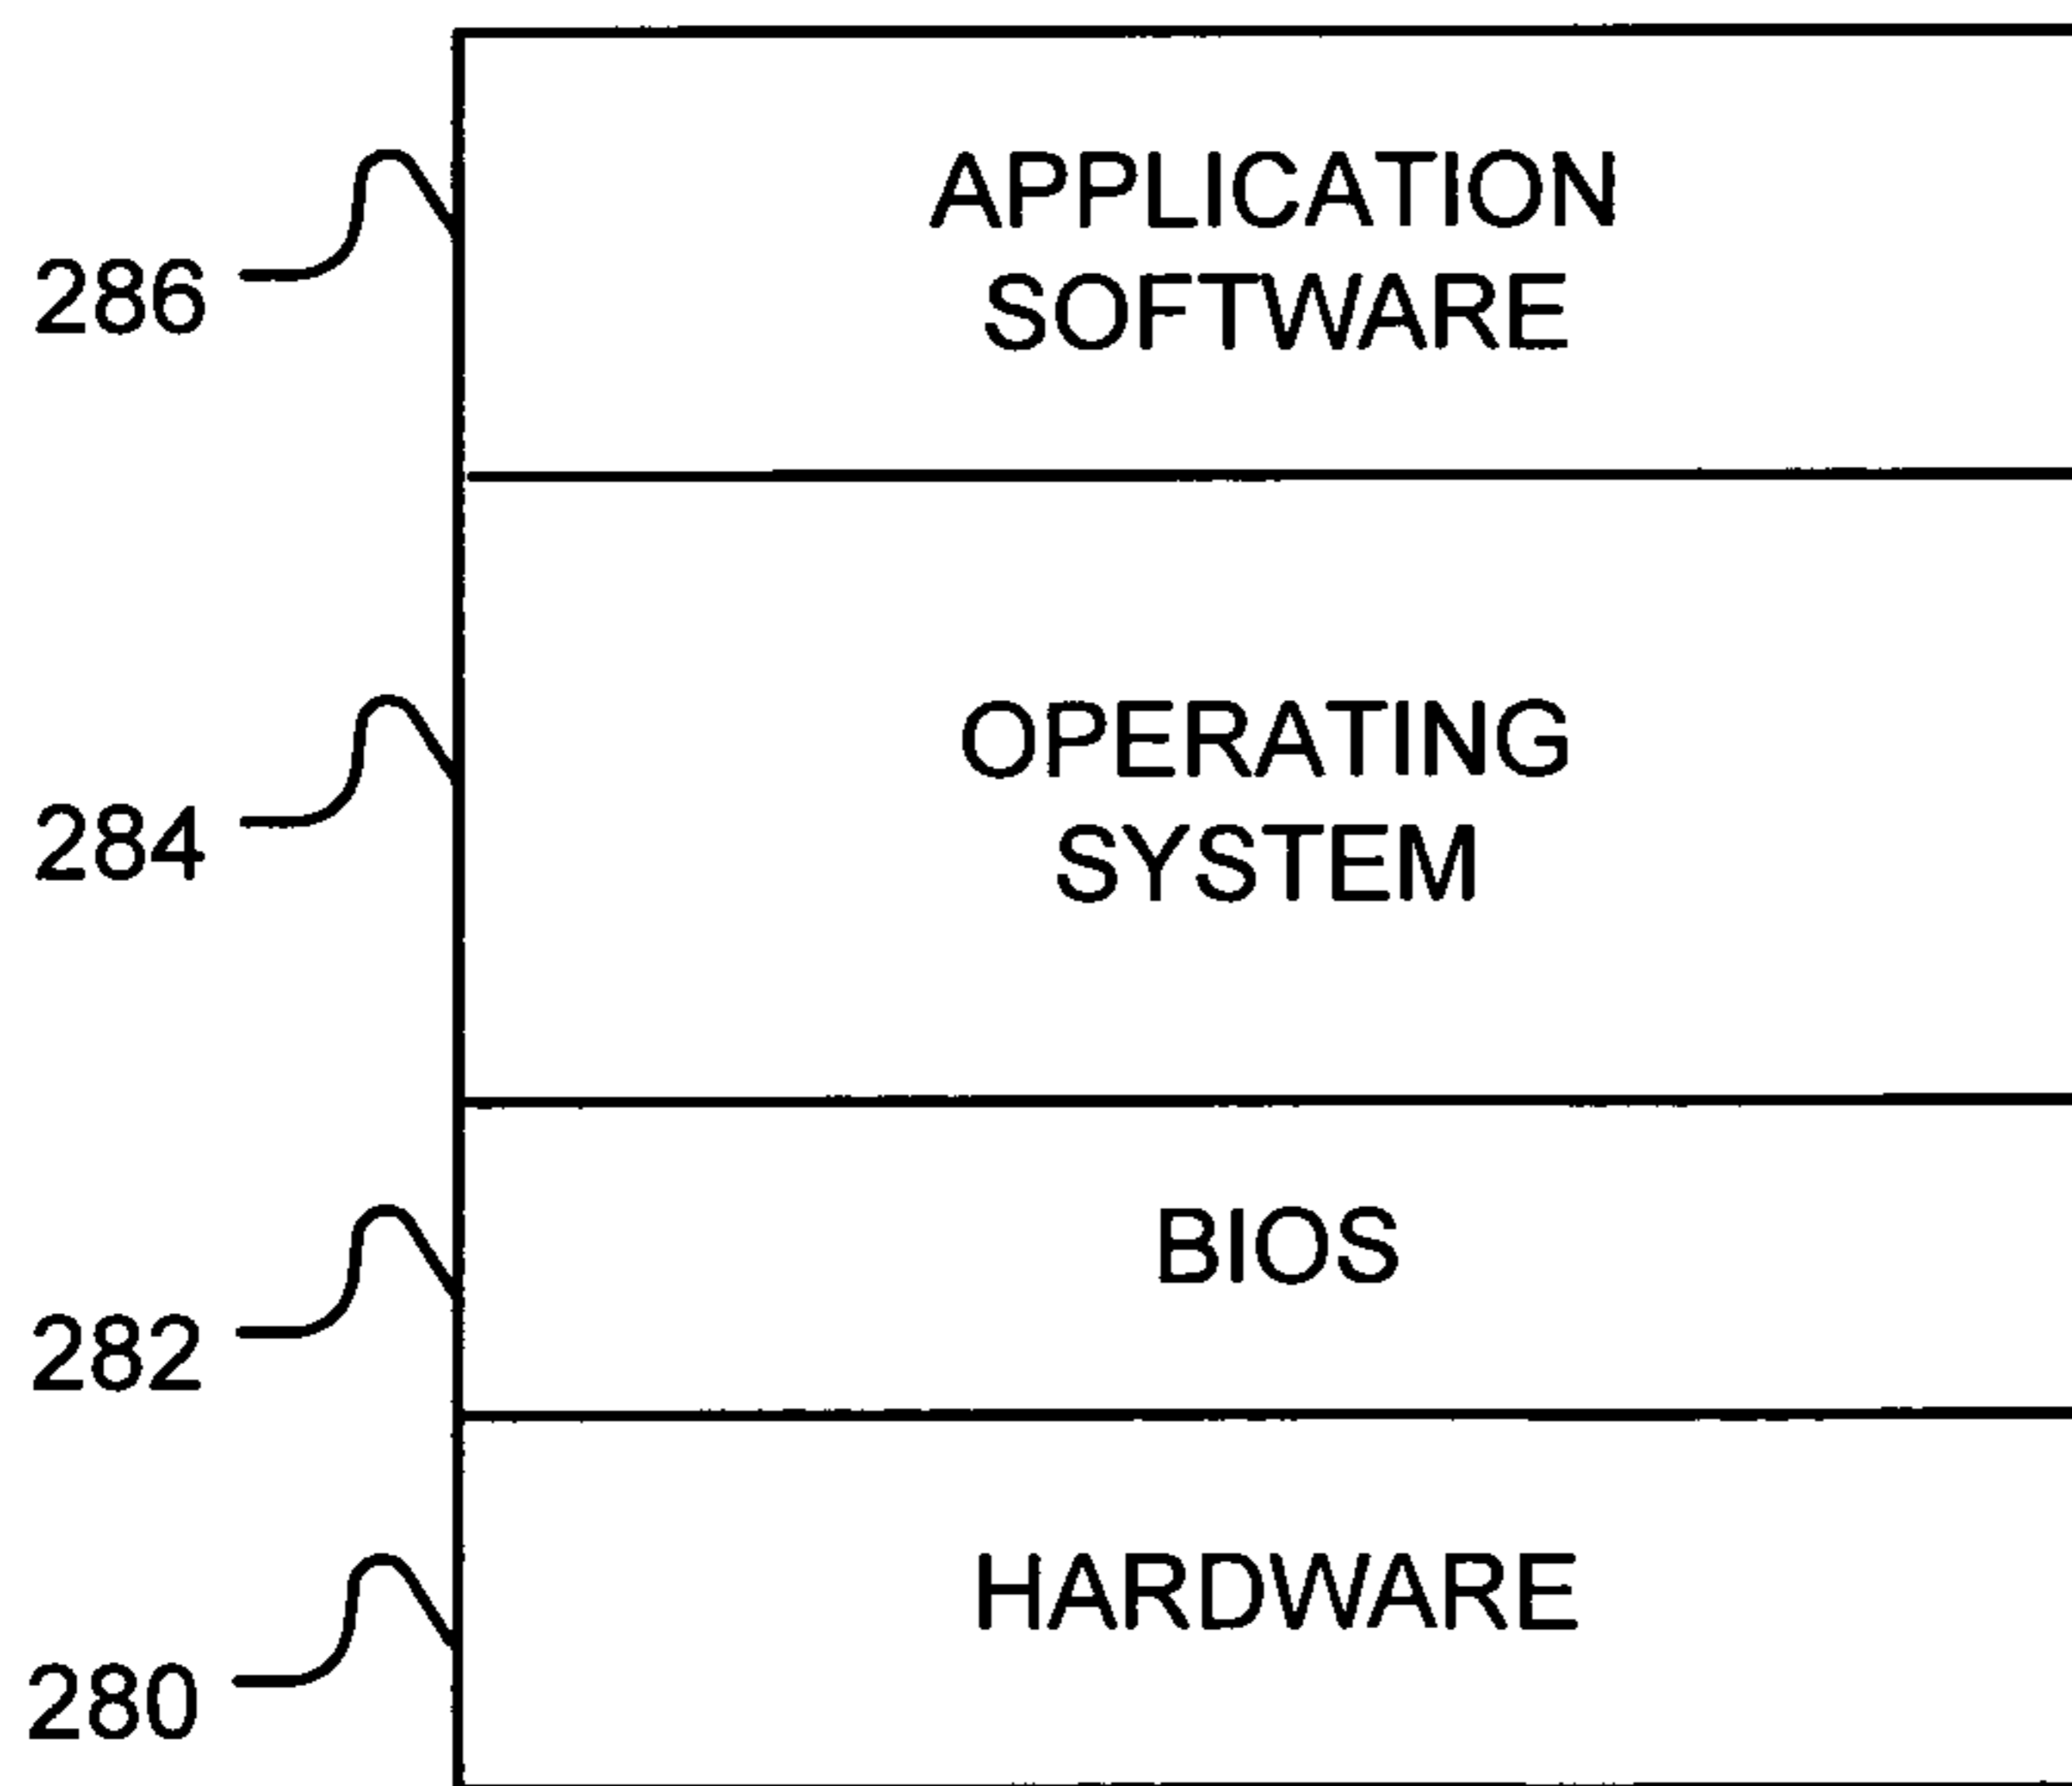 APPLICATION
SOFTWARE
286
OPERATING
SYSTEM
284
BIOS
282
HARDWARE
280